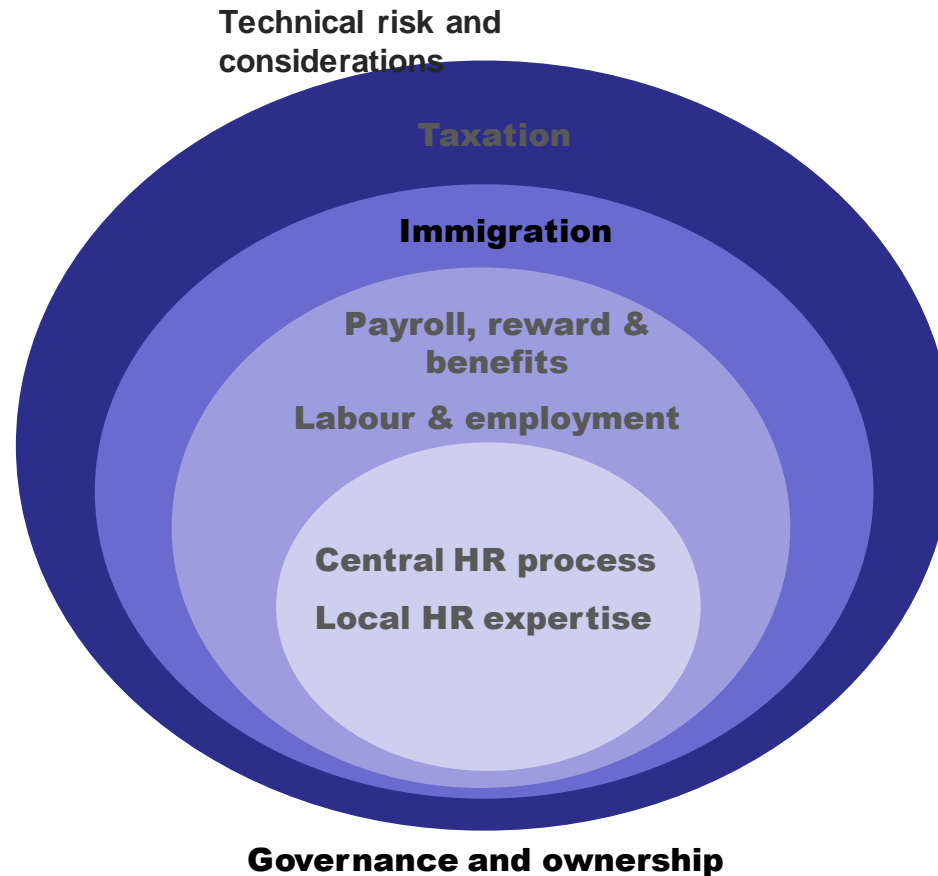 Technical risk and
considerations
Taxation
Immigration
Payroll, reward &
benefits
Labour & employment
Central HR process
Local HR expertise
Governance and ownership